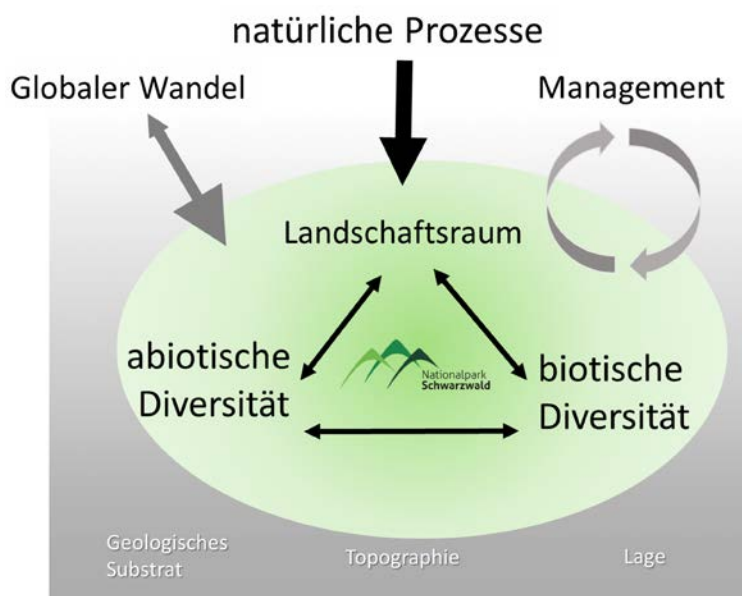 natürliche Prozesse
Globaler Wandel
Management
Landschaftsraum
abiotische
Diversität
Nationalpark
Schwarzwald
biotische
Diversität
Geologisches
Substrat
Topographie
Lage